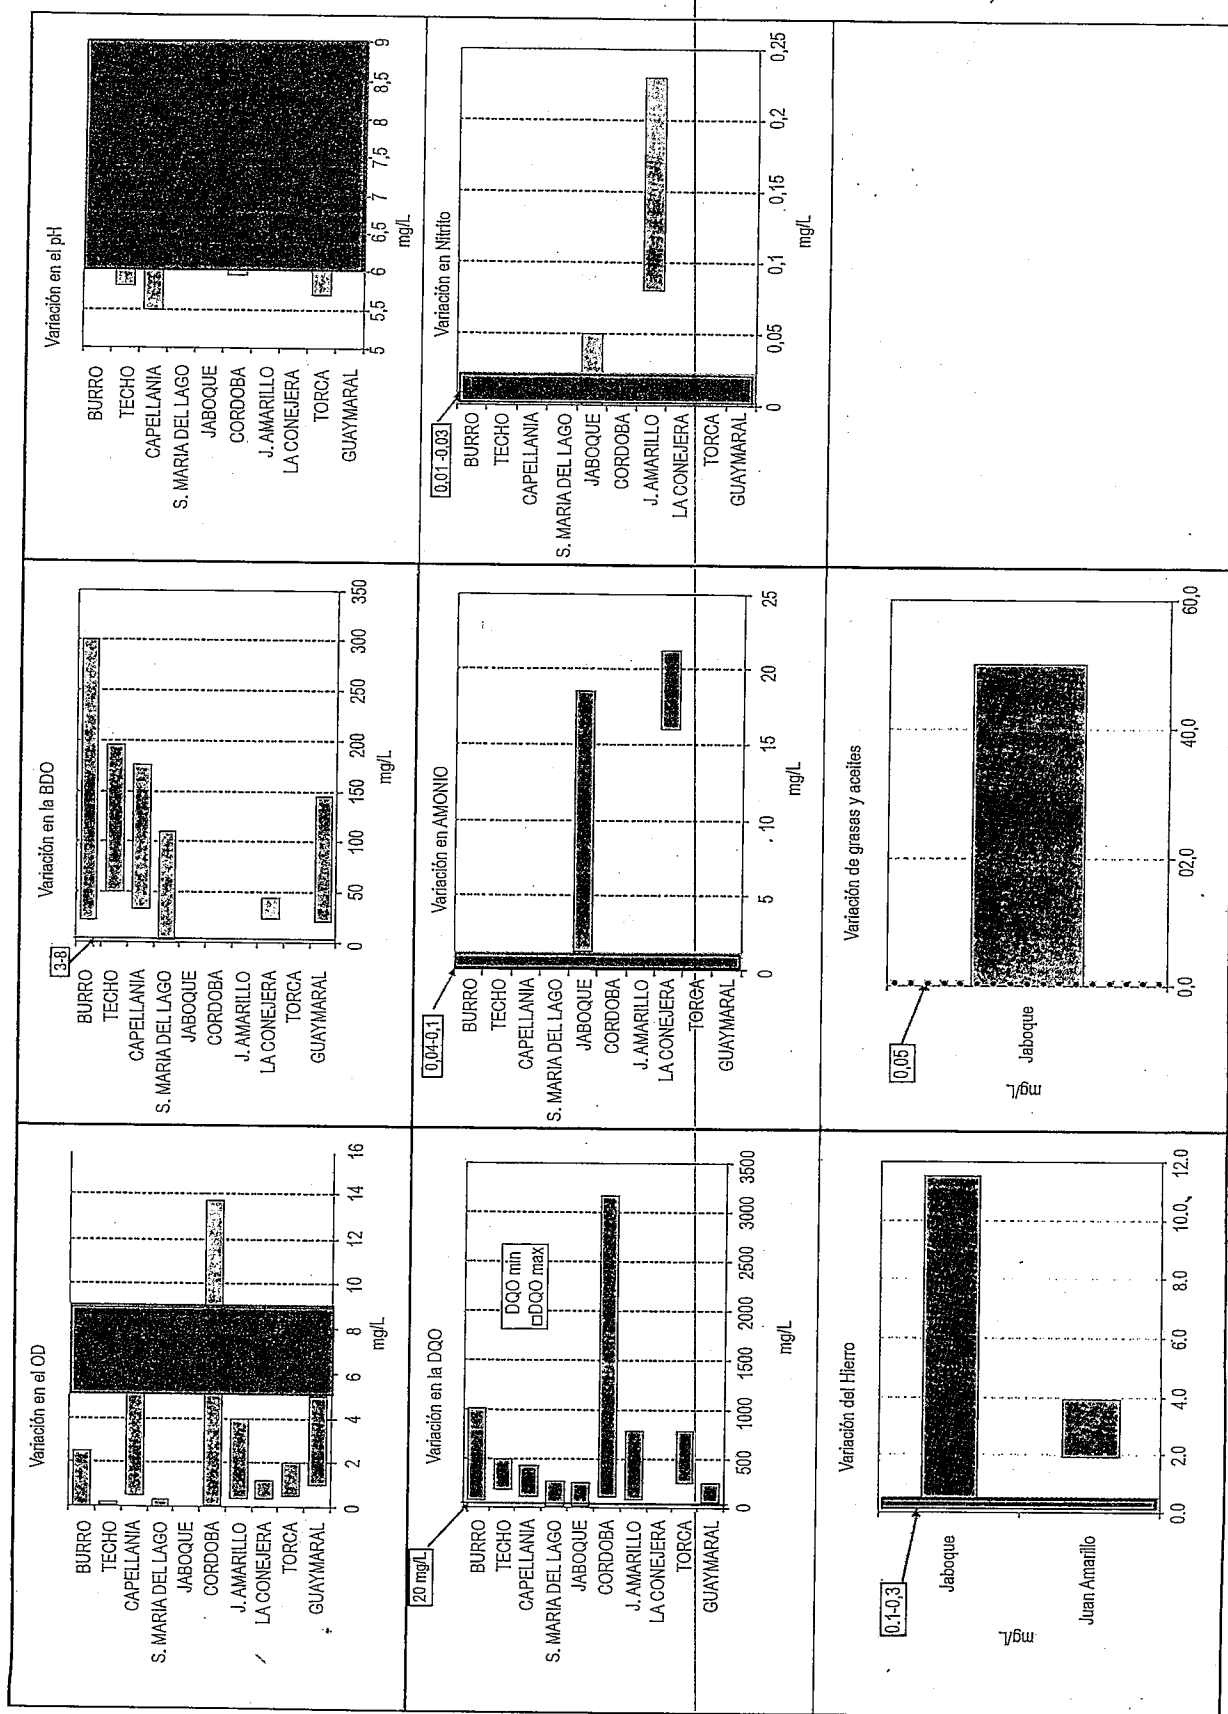 Variación en el OD
BURRO
TECHO
CAPELLANIA
S. MARIA DEL LAGO
JABOQUE
CORDOBA
J. AMARILLO
LA CONEJERA
TORCA
GUAYMARAL
0 2 4 6 8 10 12 14 16
mg/L
Variación en la BDO
3-8
BURRO
TECHO
CAPELLANIA
S. MARIA DEL LAGO
JABOQUE
CORDOBA
J. AMARILLO
LA CONEJERA
TORCA
GUAYMARAL
0 50 100 150 200 250 300 350
mg/L
Variación en el pH
BURRO
TECHO
CAPELLANIA
S. MARIA DEL LAGO
JABOQUE
CORDOBA
J. AMARILLO
LA CONEJERA
TORCA
GUAYMARAL
5 5,5 6 6,5 7 7,5 8 8,5 9
mg/L
Variación en la DQO
20 mg/L
BURRO
TECHO
CAPELLANIA
S. MARIA DEL LAGO
JABOQUE
CORDOBA
J. AMARILLO
LA CONEJERA
TORCA
GUAYMARAL
DQO min
DQO max
0 500 1000 1500 2000 2500 3000 3500
mg/L
Variación en AMONIO
0,04-0,1
BURRO
TECHO
CAPELLANIA
S. MARIA DEL LAGO
JABOQUE
CORDOBA
J. AMARILLO
LA CONEJERA
TORCA
GUAYMARAL
0 5 10 15 20 25
mg/L
Variación en Nitrito
0,01 -0,03
BURRO
TECHO
CAPELLANIA
S. MARIA DEL LAGO
JABOQUE
CORDOBA
J. AMARILLO
LA CONEJERA
TORCA
GUAYMARAL
0 0,05 0,1 0,15 0,2 0,25
mg/L
Variación del Hierro
0.1-0,3
Jaboque
Juan Amarillo
mg/L
0.0 2.0 4.0 6.0 8.0 10.0 12.0
Variación de grasas y aceites
0,05
Jaboque
mg/L
0,0 02,0 40,0 60,0